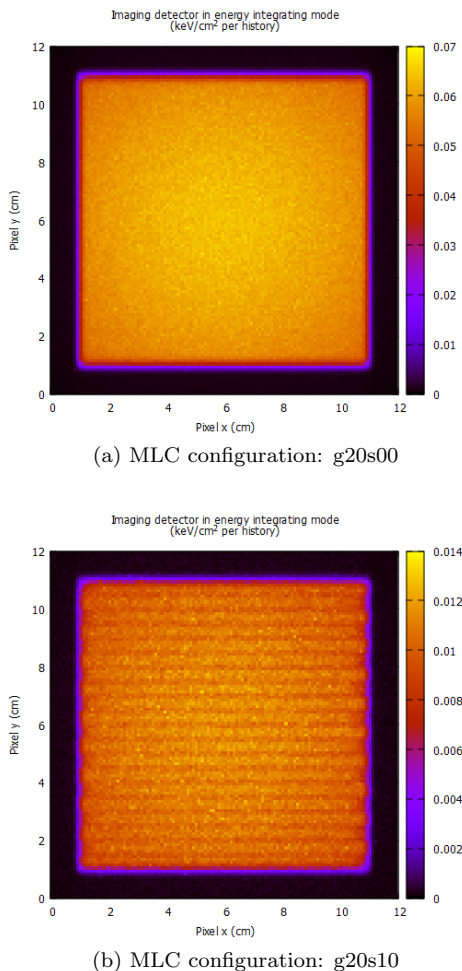 Imaging detector in energy integrating mode
(keV/cm² per history)
12
10
8
6
4
2
0
Pixel y (cm)
0.07
0.06
0.05
0.04
0.03
0.02
0.01
0
0 2 4 6 8 10 12
Pixel x (cm)
(a) MLC configuration: g20s00
Imaging detector in energy integrating mode
(keV/cm² per history)
12
10
8
6
4
2
0
Pixel y (cm)
0.014
0.012
0.01
0.008
0.006
0.004
0.002
0
0 2 4 6 8 10 12
Pixel x (cm)
(b) MLC configuration: g20s10